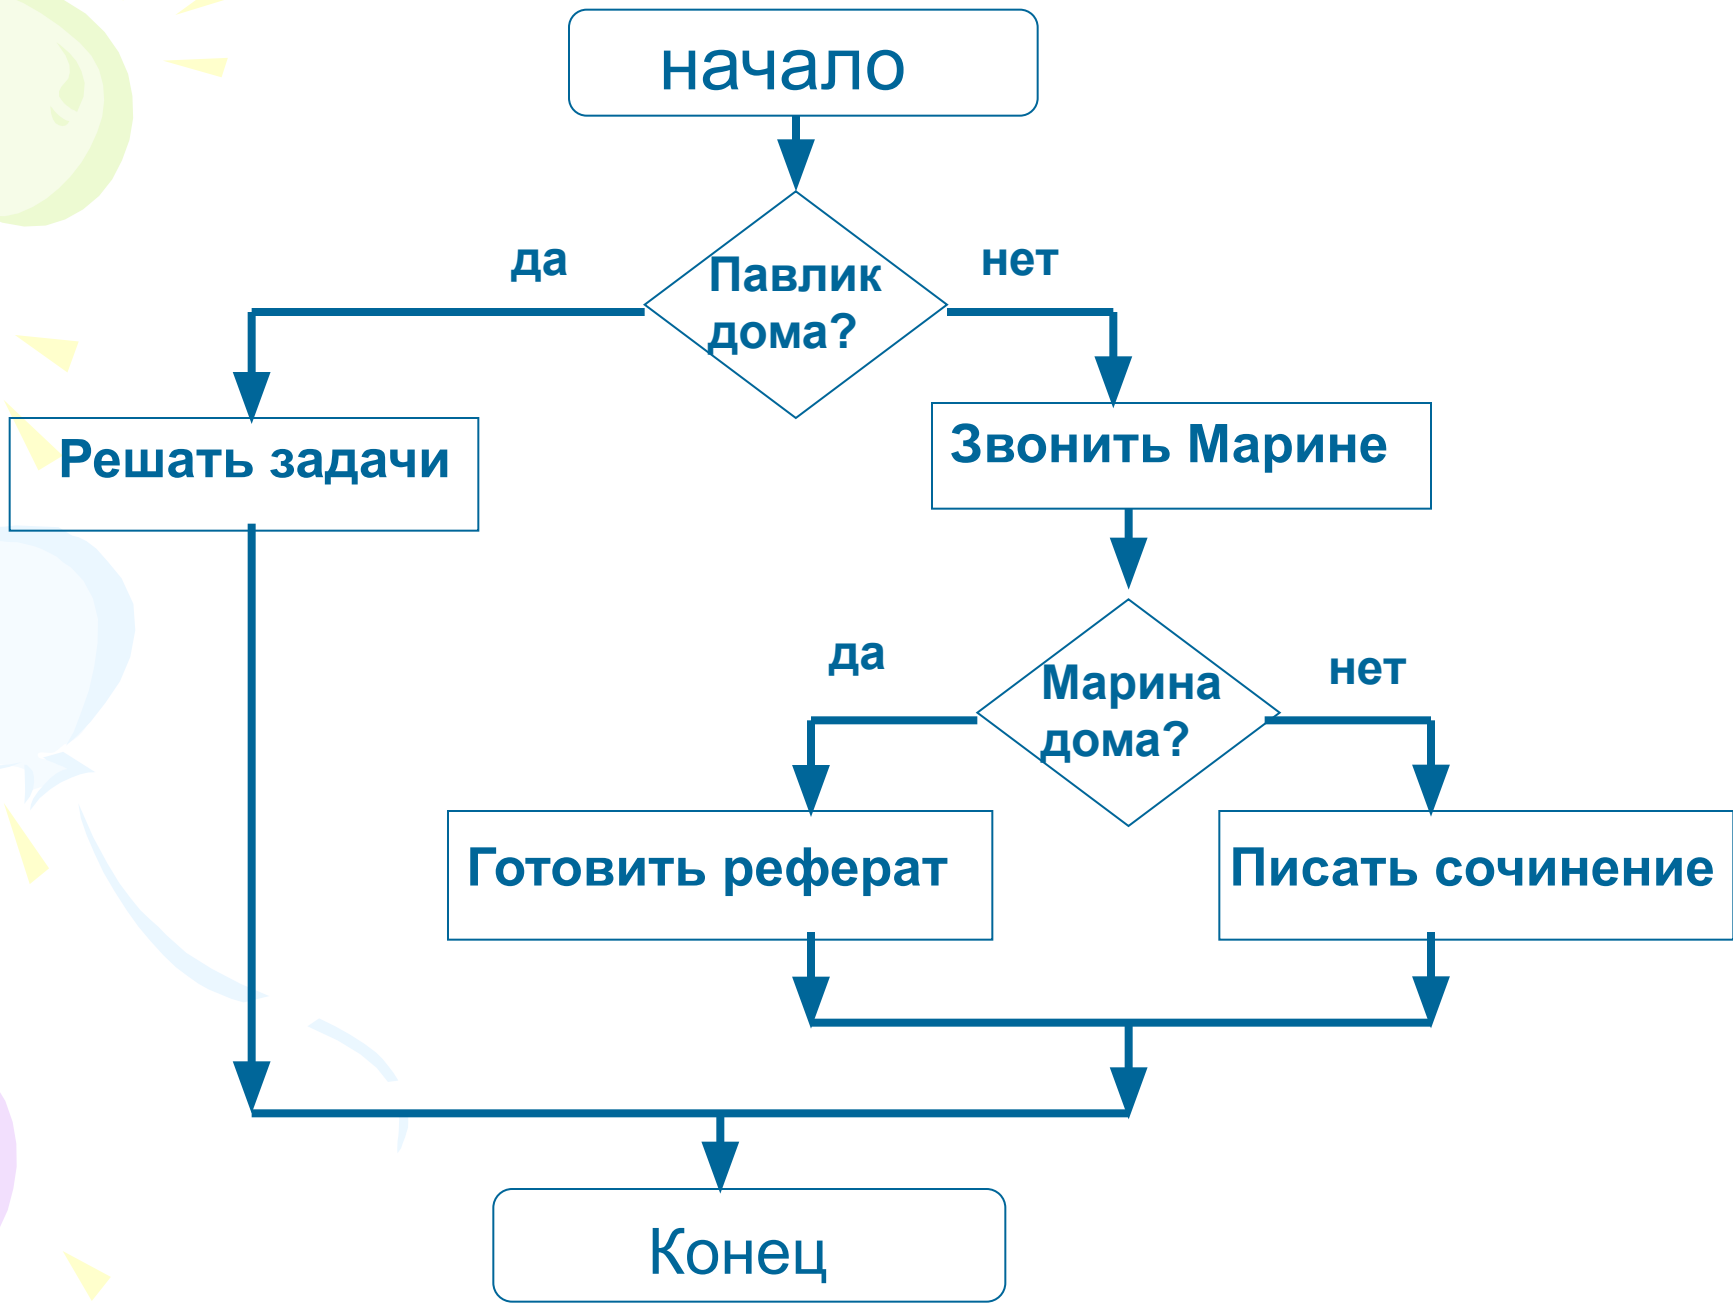 начало
да
нет
Павлик
дома?
Решать задачи
Звонить Марине
да
нет
Марина
дома?
Готовить реферат
Писать сочинение
Конец